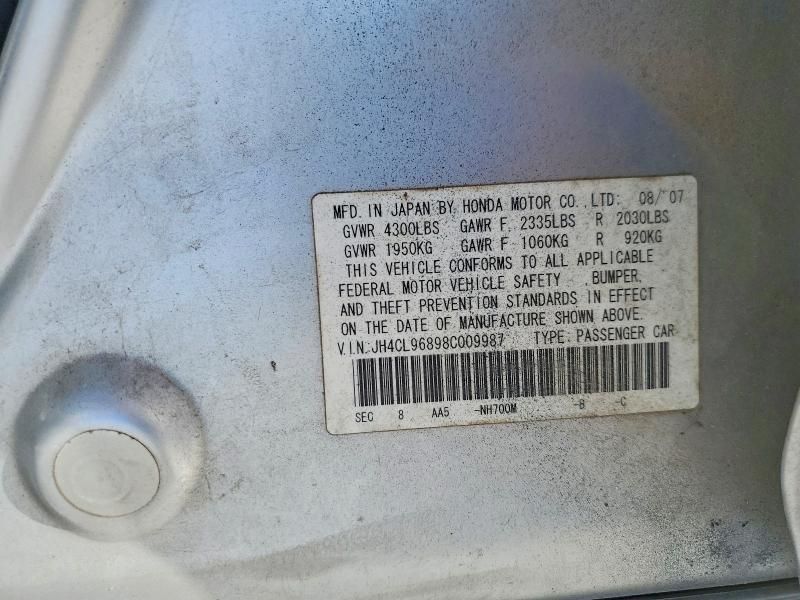 MFD. IN JAPAN BY HONDA MOTOR CO.,LTD: 08/'07
GVWR 4300LBS GAWR F 2335LBS R 2030LBS
GVWR 1950KG GAWR F 1060KG R 920KG
THIS VEHICLE CONFORMS TO ALL APPLICABLE
FEDERAL MOTOR VEHICLE SAFETY ,BUMPER,
AND THEFT PREVENTION STANDARDS IN EFFECT
ON THE DATE OF MANUFACTURE SHOWN ABOVE.
V.I.N:JH4CL96898C009987 TYPE: PASSENGER CAR
SEC 8 AA5 -NH700M -B -C